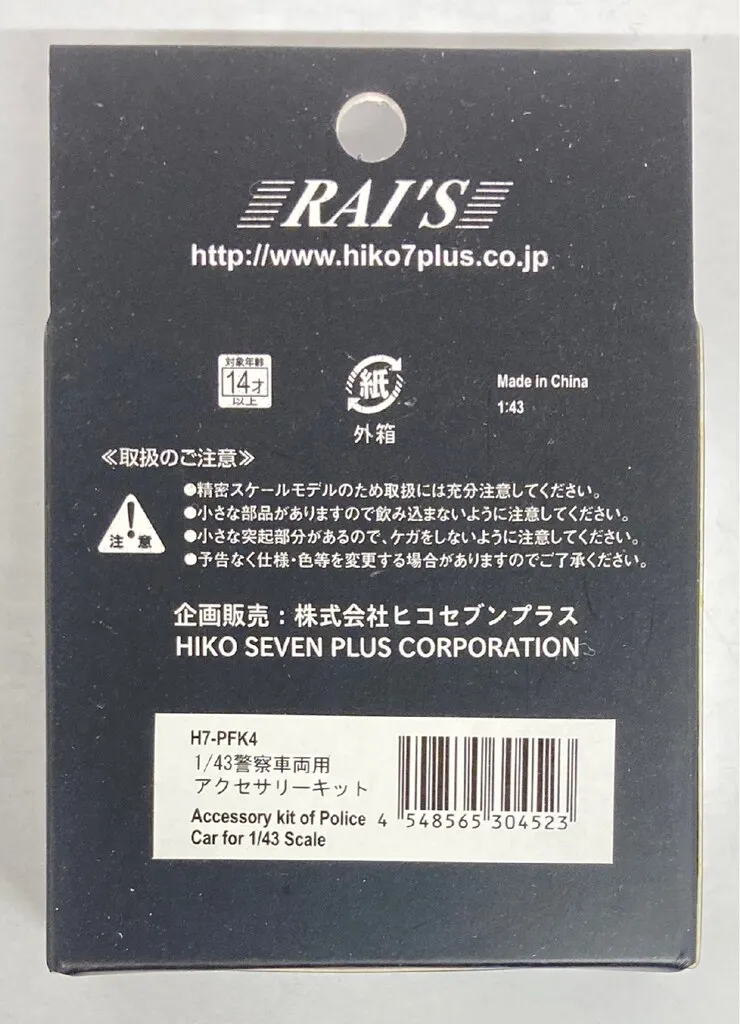 RAI'S
http://www.hiko7plus.co.jp
対象年齢
14才
以上
紙
外箱
Made in China
1:43
≪取扱のご注意≫
注 意
●精密スケールモデルのため取扱には充分注意してください。
●小さな部品がありますので飲み込まないように注意してください。
●小さな突起部分があるので、ケガをしないように注意してください。
●予告なく仕様・色等を変更する場合がありますのでご了承ください。
企画販売：株式会社ヒコセブンプラス
HIKO SEVEN PLUS CORPORATION
H7-PFK4
1/43警察車両用
アクセサリーキット
Accessory kit of Police
Car for 1/43 Scale
4 548565 304523